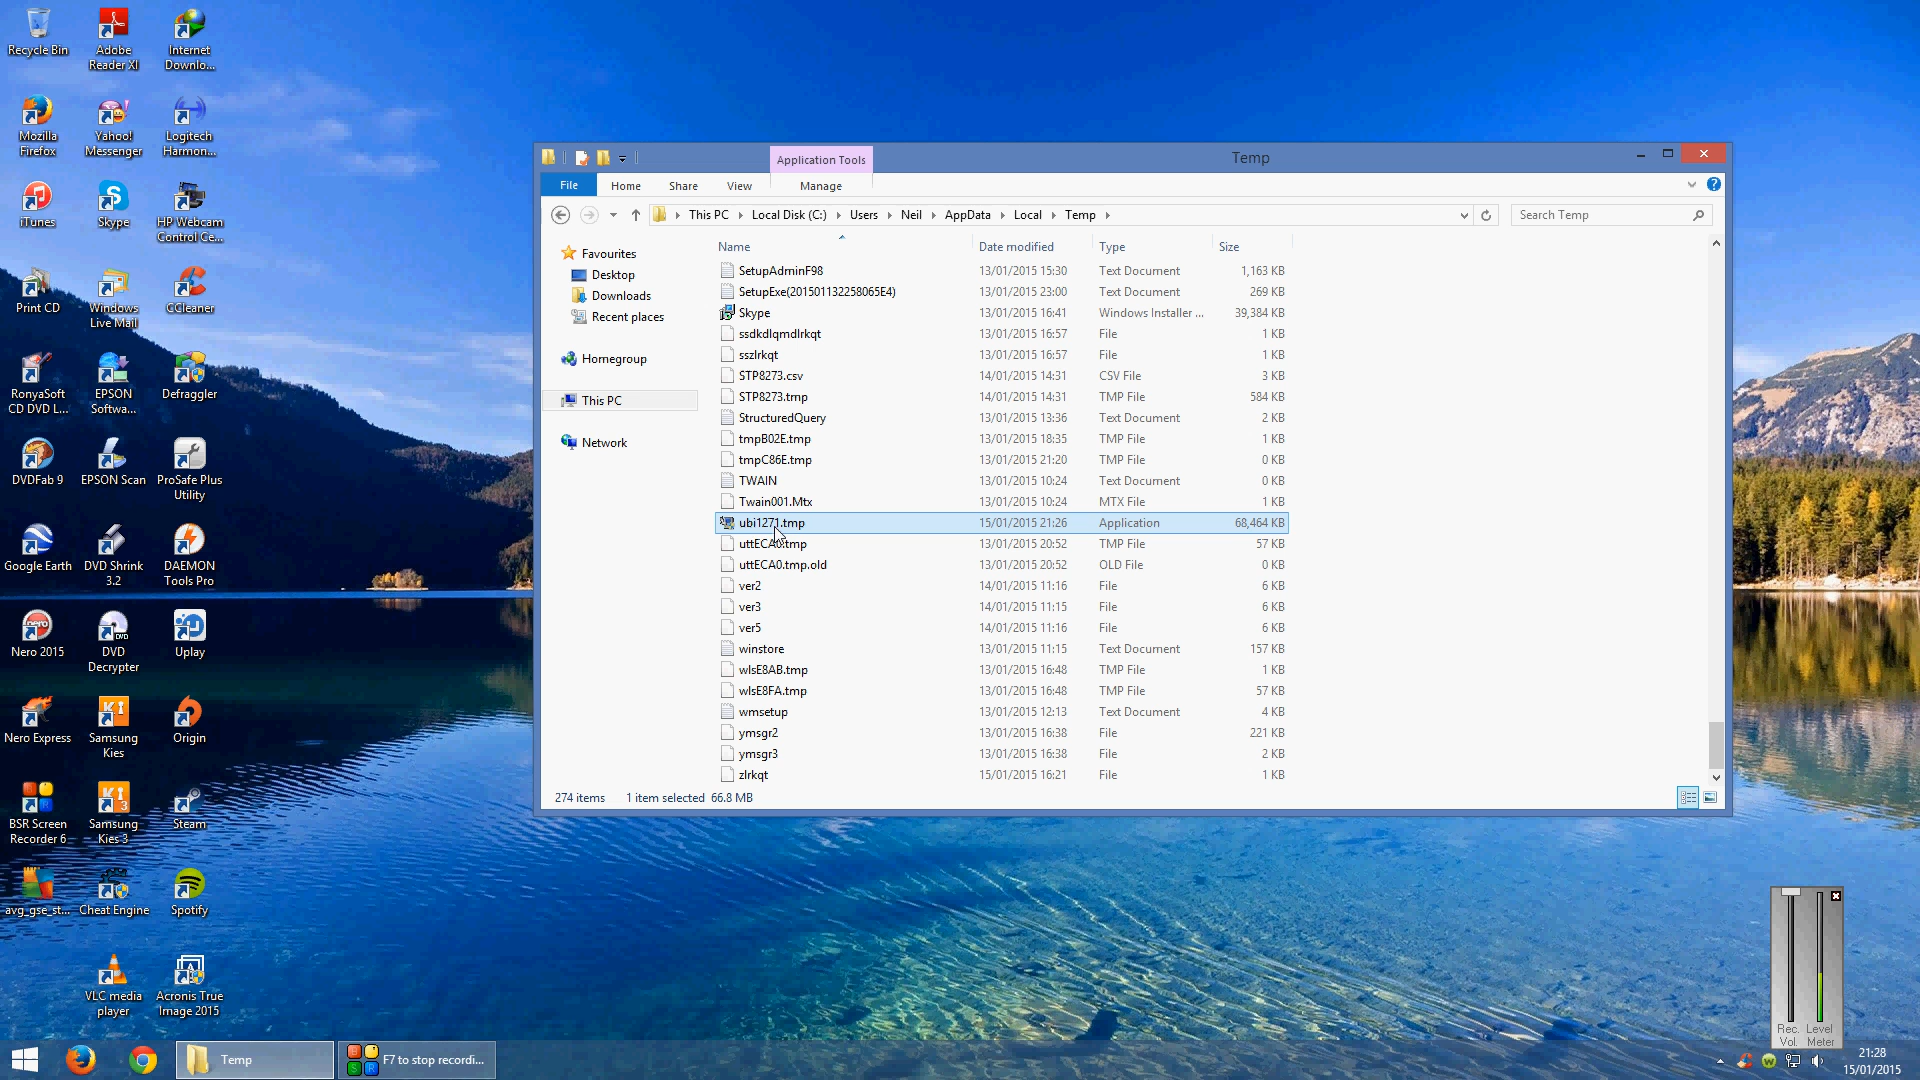 Recycle Bin
Adobe
Reader XI
Internet
Downlo...
Mozilla
Firefox
Yahoo!
Messenger
Logitech
Harmon...
iTunes
Skype
HP Webcam
Control Ce...
Print CD
Windows
Live Mail
CCleaner
RonyaSoft
CD DVD L...
EPSON
Softwa...
Defraggler
DVDFab 9
EPSON Scan
ProSafe Plus
Utility
Google Earth
DVD Shrink
3.2
DAEMON
Tools Pro
Nero 2015
DVD
Decrypter
Uplay
Nero Express
Samsung
Kies
Origin
BSR Screen
Recorder 6
Samsung
Kies 3
Steam
avg_gse_st...
Cheat Engine
Spotify
VLC media
player
Acronis True
Image 2015
Application Tools
Temp
File
Home
Share
View
Manage
This PC
Local Disk (C:)
Users
Neil
AppData
Local
Temp
Search Temp
Favourites
Desktop
Downloads
Recent places
Homegroup
This PC
Network
Name Date modified Type Size
SetupAdminF98 13/01/2015 15:30 Text Document 1,163 KB
SetupExe(201501132258065E4) 13/01/2015 23:00 Text Document 269 KB
Skype 13/01/2015 16:41 Windows Installer ... 39,384 KB
ssdkdlqmdlrkqt 13/01/2015 16:57 File 1 KB
sszlrkqt 13/01/2015 16:57 File 1 KB
STP8273.csv 14/01/2015 14:31 CSV File 3 KB
STP8273.tmp 14/01/2015 14:31 TMP File 584 KB
StructuredQuery 13/01/2015 13:36 Text Document 2 KB
tmpB02E.tmp 13/01/2015 18:35 TMP File 1 KB
tmpC86E.tmp 13/01/2015 21:20 TMP File 0 KB
TWAIN 13/01/2015 10:24 Text Document 0 KB
Twain001.Mtx 13/01/2015 10:24 MTX File 1 KB
ubi1271.tmp 15/01/2015 21:26 Application 68,464 KB
uttECA0.tmp 13/01/2015 20:52 TMP File 57 KB
uttECA0.tmp.old 13/01/2015 20:52 OLD File 0 KB
ver2 14/01/2015 11:16 File 6 KB
ver3 14/01/2015 11:15 File 6 KB
ver5 14/01/2015 11:16 File 6 KB
winstore 13/01/2015 11:15 Text Document 157 KB
wlsE8AB.tmp 13/01/2015 16:48 TMP File 1 KB
wlsE8FA.tmp 13/01/2015 16:48 TMP File 57 KB
wmsetup 13/01/2015 12:13 Text Document 4 KB
ymsgr2 13/01/2015 16:38 File 221 KB
ymsgr3 13/01/2015 16:38 File 2 KB
zlrkqt 15/01/2015 16:21 File 1 KB
274 items 1 item selected 66.8 MB
Rec. Level
Vol. Meter
Temp
F7 to stop recordi...
21:28
15/01/2015